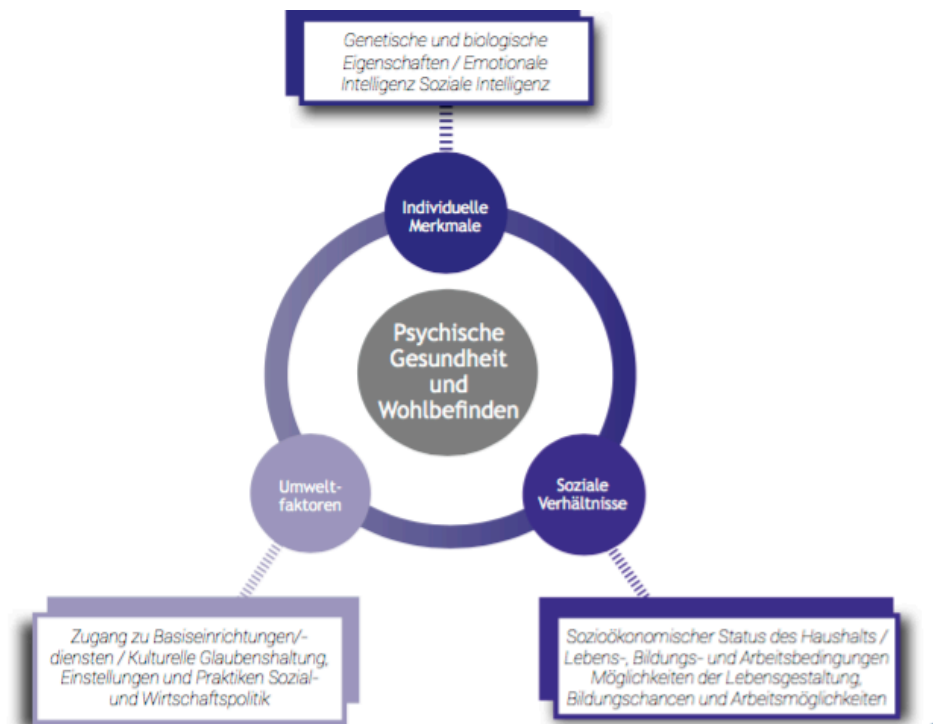 Genetische und biologische
Eigenschaften / Emotionale
Intelligenz Soziale Intelligenz
Individuelle
Merkmale
Psychische
Gesundheit
und
Wohlbefinden
Umwelt-
faktoren
Soziale
Verhältnisse
Zugang zu Basiseinrichtungen/-
diensten / Kulturelle Glaubenshaltung,
Einstellungen und Praktiken Sozial-
und Wirtschaftspolitik
Sozioökonomischer Status des Haushalts /
Lebens-, Bildungs- und Arbeitsbedingungen
Möglichkeiten der Lebensgestaltung,
Bildungschancen und Arbeitsmöglichkeiten